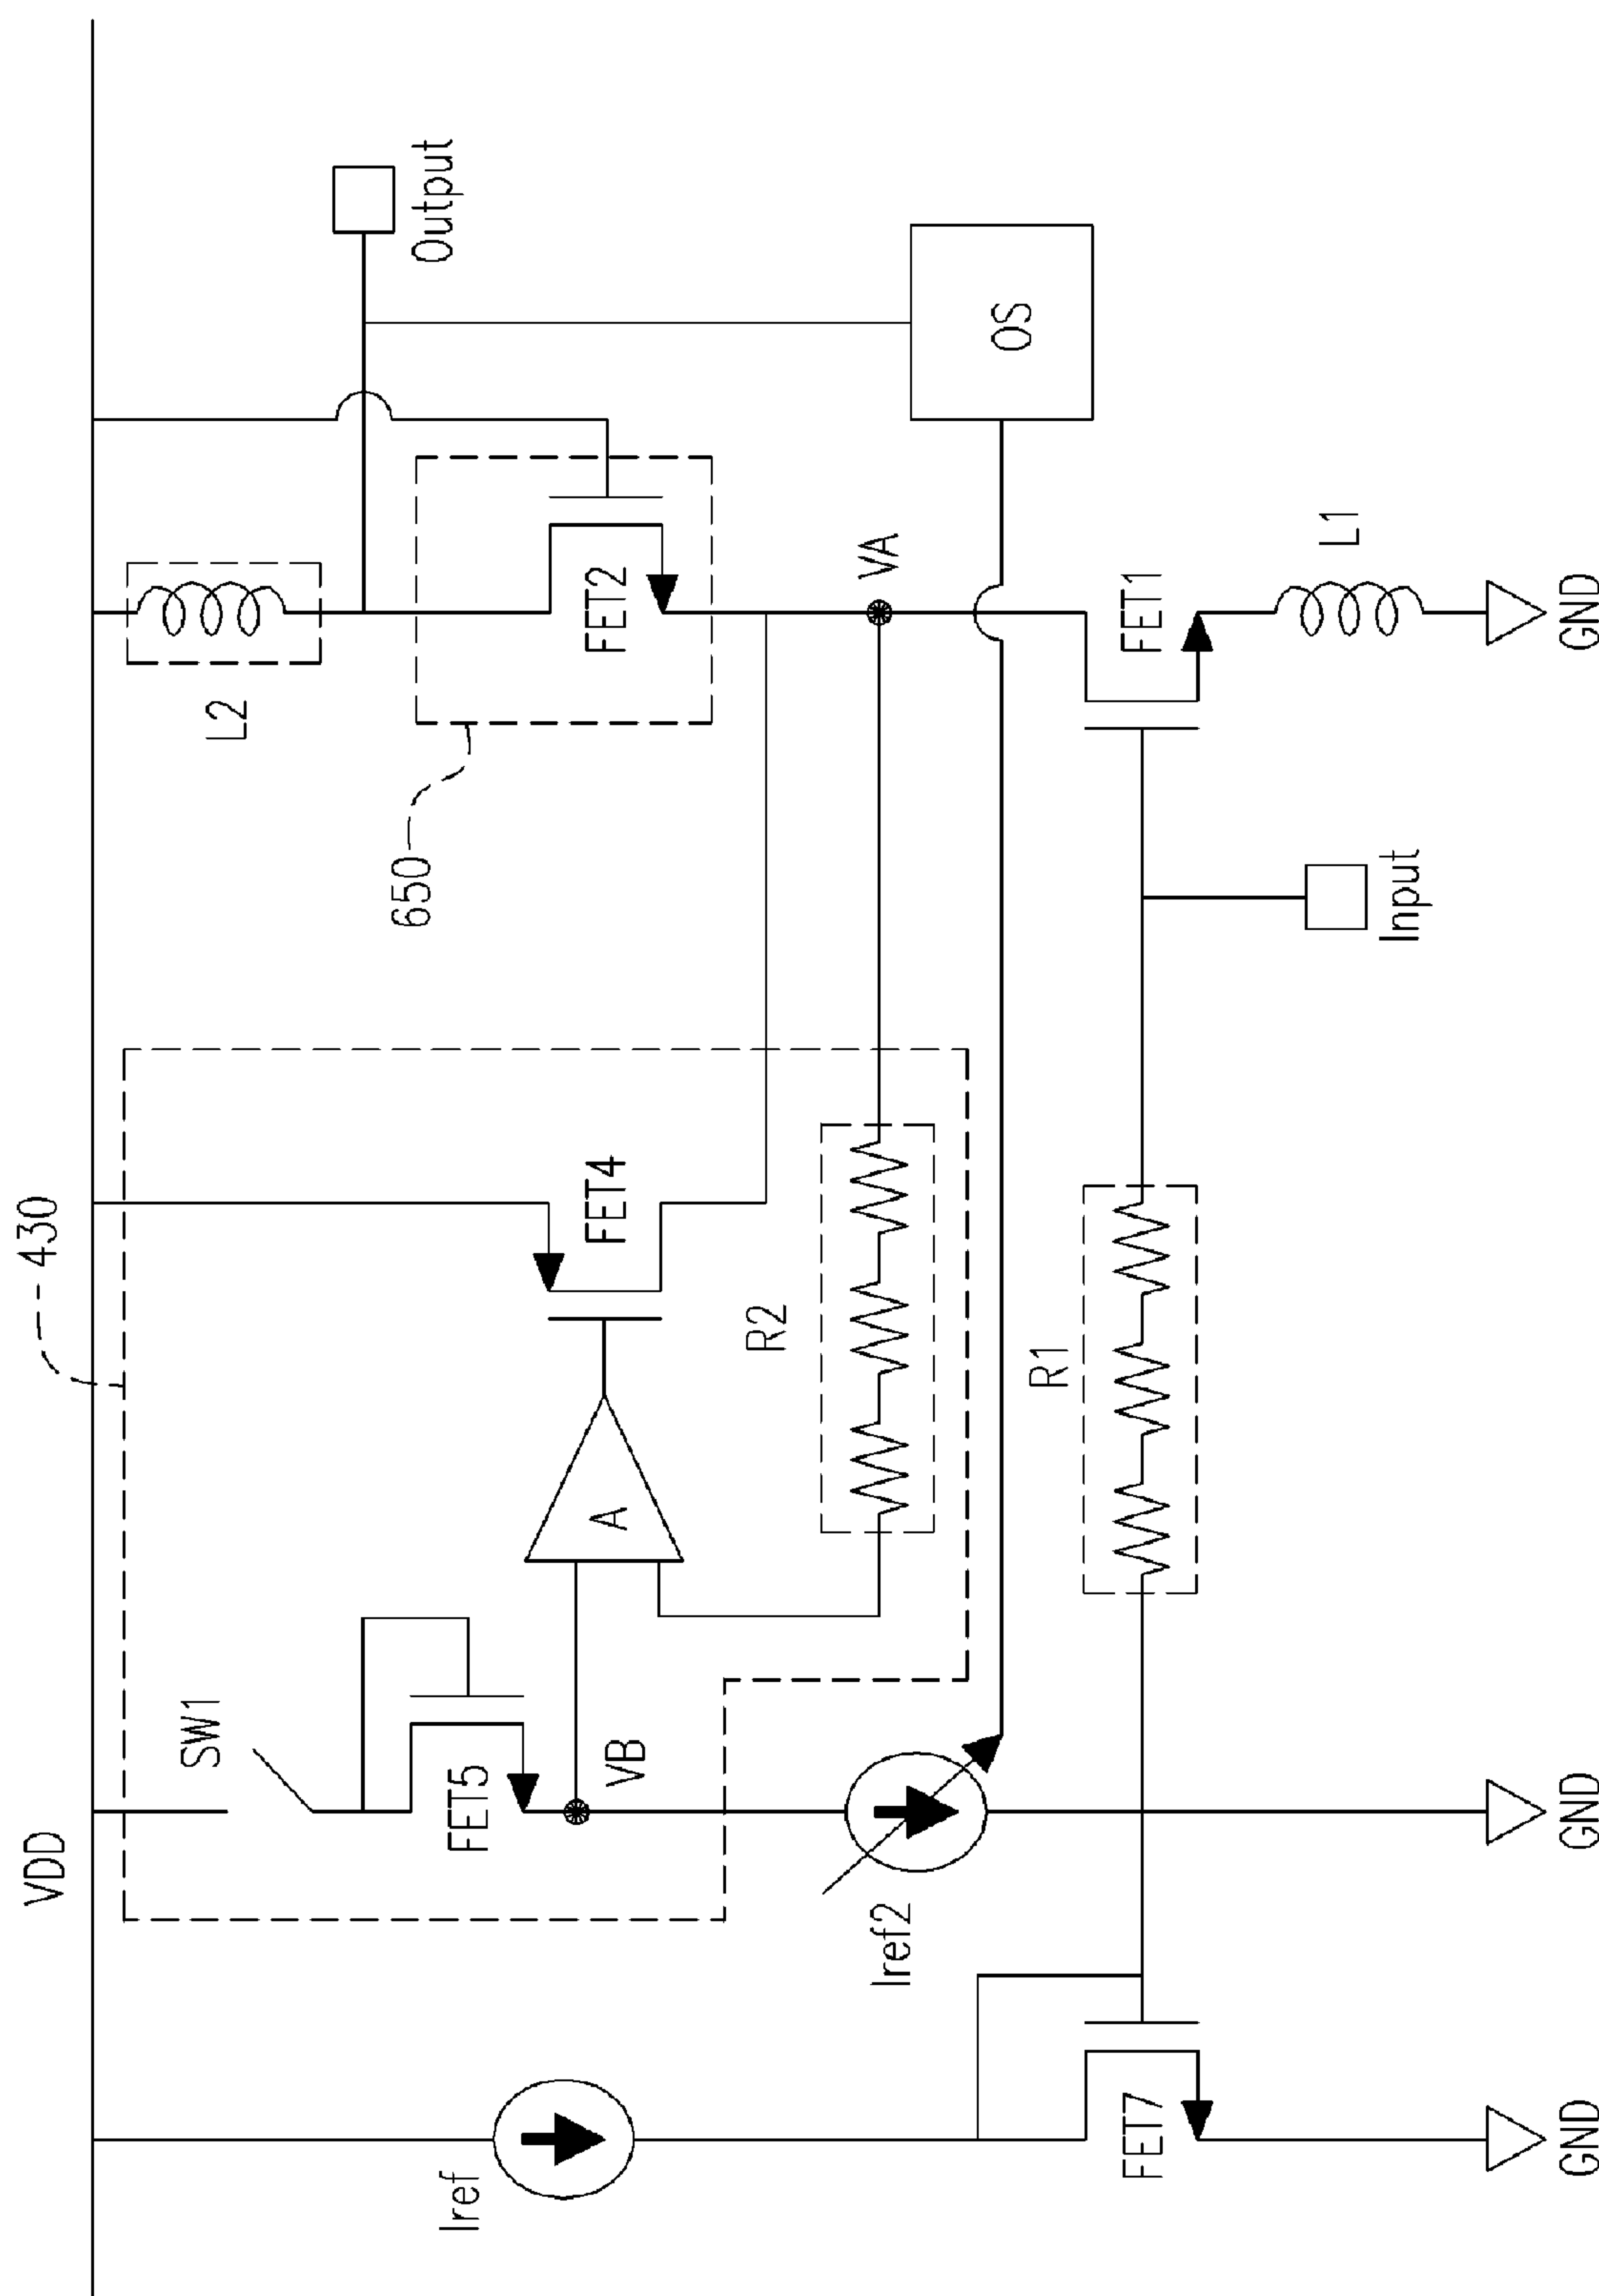 430
VDD
SW1
L2
Output
Iref
FET5
VB
A
FET4
650
FET2
R2
VA
OS
Iref2
R1
FET7
Input
FET1
L1
GND
GND
GND